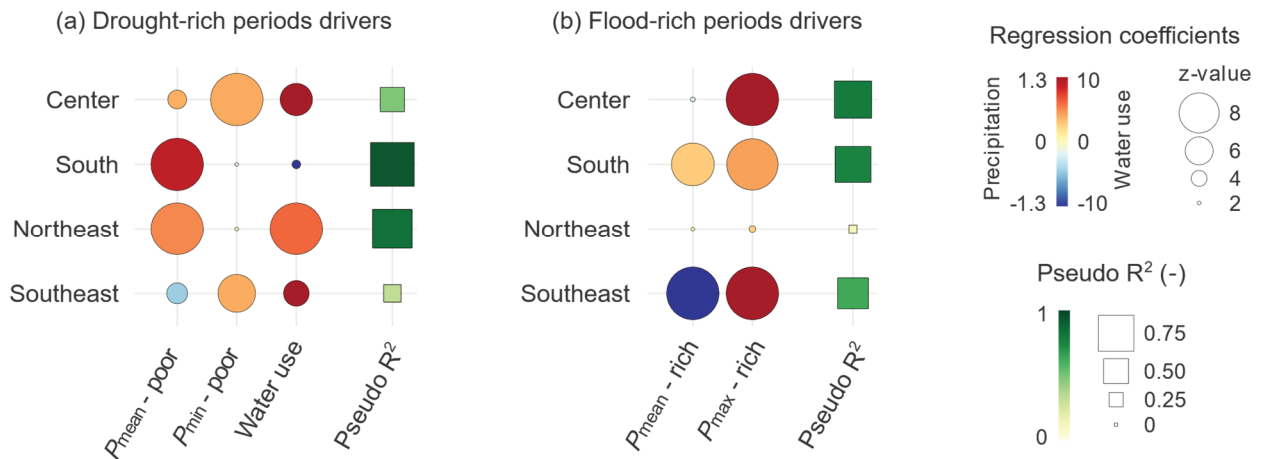 (a) Drought-rich periods drivers
Center
South
Northeast
Southeast
Pmean - poor
Pmin - poor
Water use
Pseudo R²
(b) Flood-rich periods drivers
Center
South
Northeast
Southeast
Pmean - rich
Pmax - rich
Pseudo R²
Regression coefficients
Precipitation
1.3
0
-1.3
10
0
-10
Water use
z-value
8
6
4
2
Pseudo R² (-)
1
0
0.75
0.50
0.25
0